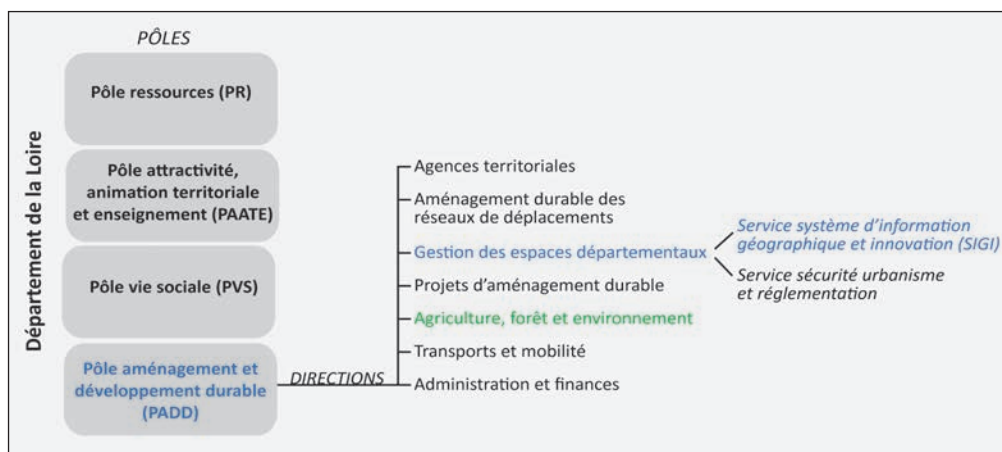 PÔLES
Département de la Loire
Pôle ressources (PR)
Pôle attractivité,
animation territoriale
et enseignement (PAATE)
Pôle vie sociale (PVS)
Pôle aménagement et
développement durable
(PADD)
DIRECTIONS
Agences territoriales
Aménagement durable des
réseaux de déplacements
Gestion des espaces départementaux
Projets d'aménagement durable
Agriculture, forêt et environnement
Transports et mobilité
Administration et finances
Service système d'information
géographique et innovation (SIGI)
Service sécurité urbanisme
et réglementation